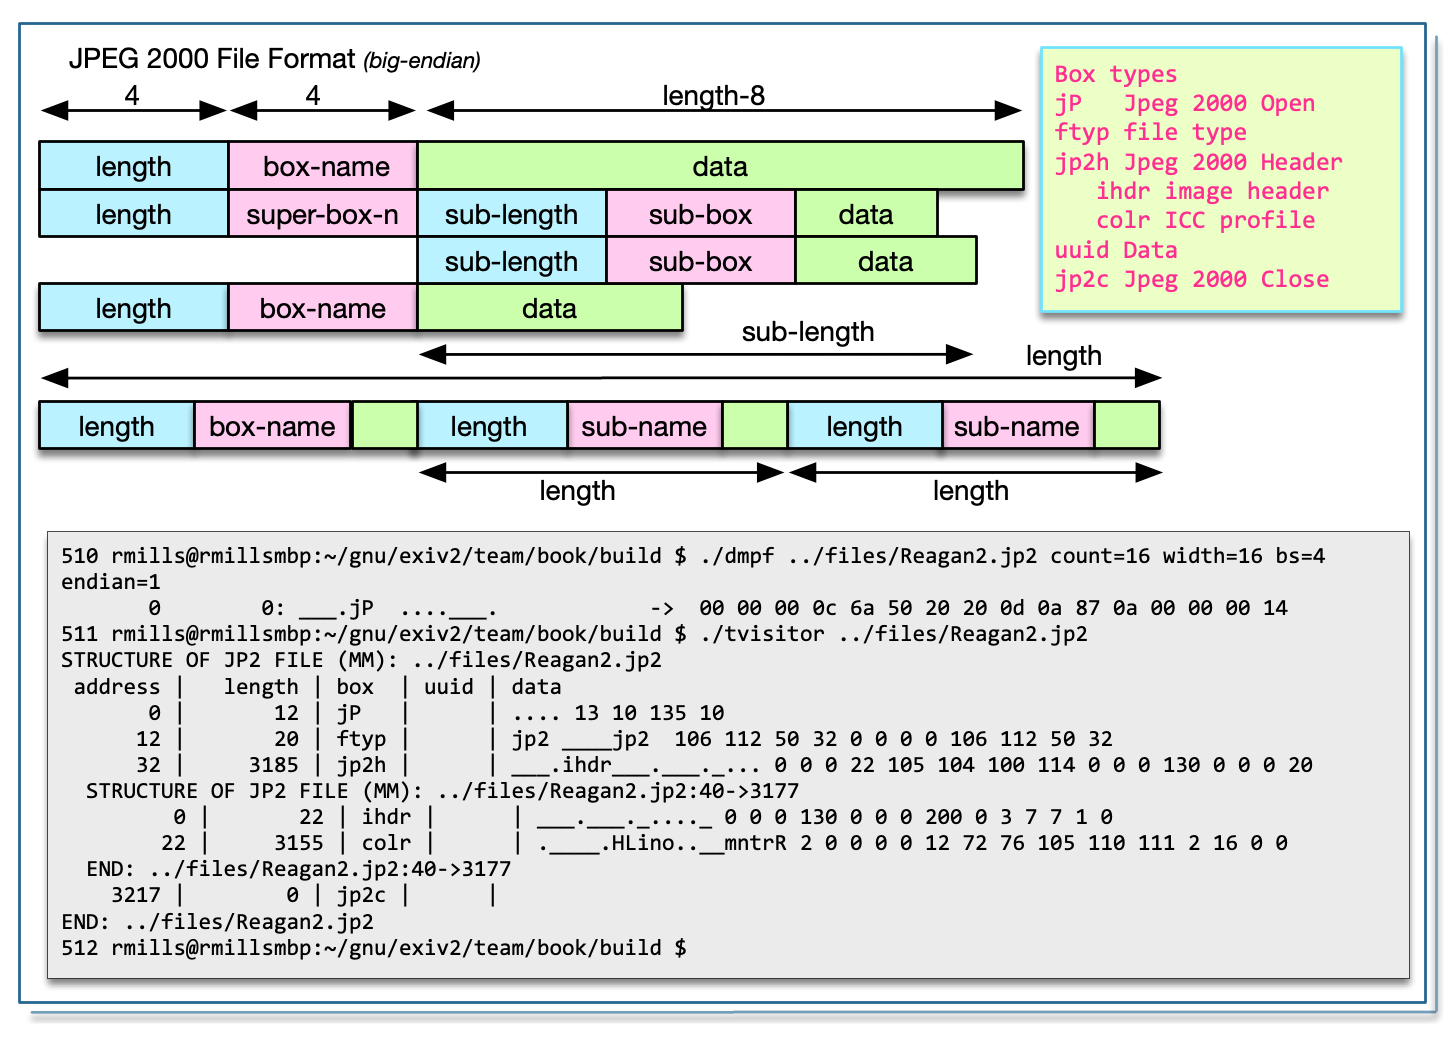 JPEG 2000 File Format (big-endian)
4 4 length-8
length box-name data
length super-box-n sub-length sub-box data
sub-length sub-box data
length box-name data
sub-length
length
length box-name length sub-name length sub-name
length length
Box types
jP   Jpeg 2000 Open
ftyp file type
jp2h Jpeg 2000 Header
   ihdr image header
   colr ICC profile
uuid Data
jp2c Jpeg 2000 Close
510 rmills@rmillsmbp:~/gnu/exiv2/team/book/build $ ./dmpf ../files/Reagan2.jp2 count=16 width=16 bs=4
endian=1
       0        0: ___.jP  ....___.             ->  00 00 00 0c 6a 50 20 20 0d 0a 87 0a 00 00 00 14
511 rmills@rmillsmbp:~/gnu/exiv2/team/book/build $ ./tvisitor ../files/Reagan2.jp2
STRUCTURE OF JP2 FILE (MM): ../files/Reagan2.jp2
 address |   length | box  | uuid | data
       0 |       12 | jP   |      | .... 13 10 135 10
      12 |       20 | ftyp |      | jp2 ____jp2  106 112 50 32 0 0 0 0 106 112 50 32
      32 |     3185 | jp2h |      | ___.ihdr___.___._... 0 0 0 22 105 104 100 114 0 0 0 130 0 0 0 20
  STRUCTURE OF JP2 FILE (MM): ../files/Reagan2.jp2:40->3177
         0 |       22 | ihdr |      | ___.___._...._ 0 0 0 130 0 0 0 200 0 3 7 7 1 0
        22 |     3155 | colr |      | .____.HLino..__mntrR 2 0 0 0 0 12 72 76 105 110 111 2 16 0 0
  END: ../files/Reagan2.jp2:40->3177
    3217 |        0 | jp2c |      |
END: ../files/Reagan2.jp2
512 rmills@rmillsmbp:~/gnu/exiv2/team/book/build $